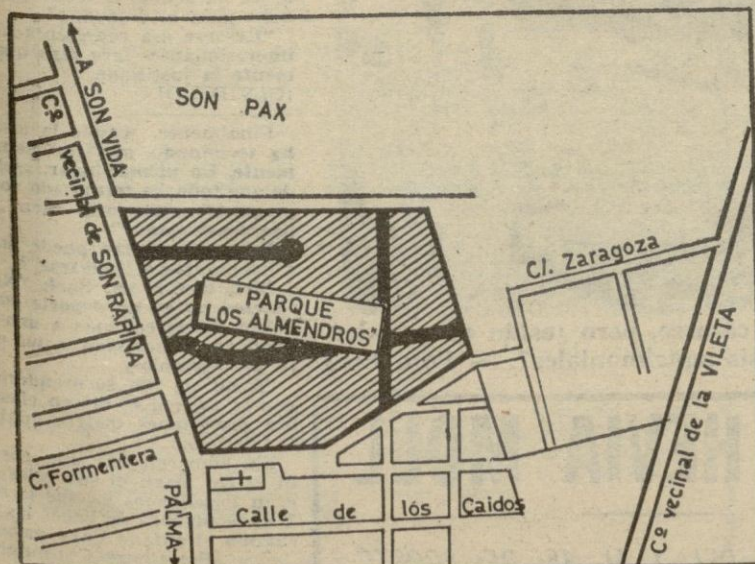 A SON VIDA
SON PAX
Cº vecinal de SON RAPIÑA
C/. Zaragoza
"PARQUE
LOS ALMENDROS"
Cº vecinal de la VILETA
C. Formentera
PALMA
Calle de lós Caidos